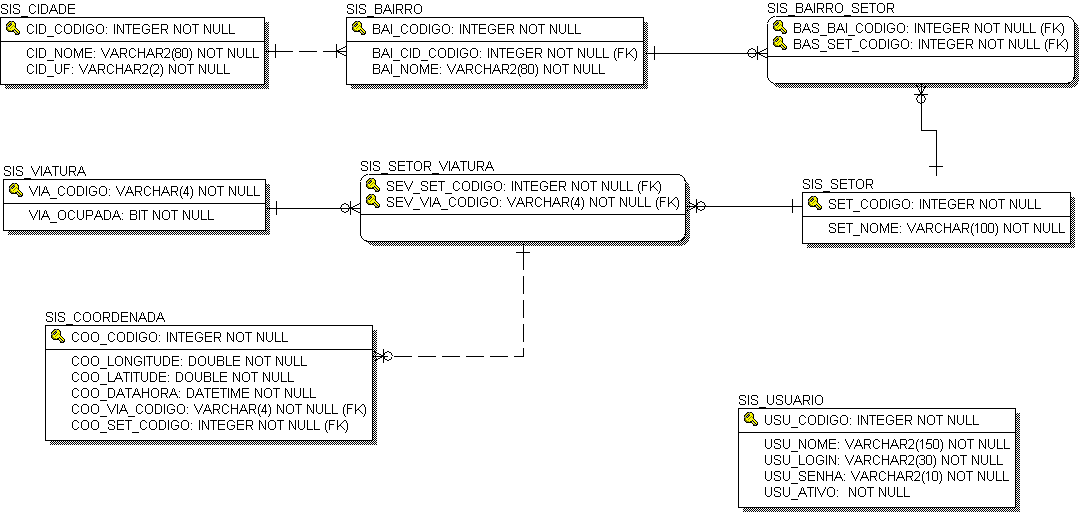 SIS_CIDADE
CID_CODIGO: INTEGER NOT NULL
CID_NOME: VARCHAR2(80) NOT NULL
CID_UF: VARCHAR2(2) NOT NULL
SIS_BAIRRO
BAI_CODIGO: INTEGER NOT NULL
BAI_CID_CODIGO: INTEGER NOT NULL (FK)
BAI_NOME: VARCHAR2(80) NOT NULL
SIS_BAIRRO_SETOR
BAS_BAI_CODIGO: INTEGER NOT NULL (FK)
BAS_SET_CODIGO: INTEGER NOT NULL (FK)
SIS_VIATURA
VIA_CODIGO: VARCHAR(4) NOT NULL
VIA_OCUPADA: BIT NOT NULL
SIS_SETOR_VIATURA
SEV_SET_CODIGO: INTEGER NOT NULL (FK)
SEV_VIA_CODIGO: VARCHAR(4) NOT NULL (FK)
SIS_SETOR
SET_CODIGO: INTEGER NOT NULL
SET_NOME: VARCHAR(100) NOT NULL
SIS_COORDENADA
COO_CODIGO: INTEGER NOT NULL
COO_LONGITUDE: DOUBLE NOT NULL
COO_LATITUDE: DOUBLE NOT NULL
COO_DATAHORA: DATETIME NOT NULL
COO_VIA_CODIGO: VARCHAR(4) NOT NULL (FK)
COO_SET_CODIGO: INTEGER NOT NULL (FK)
SIS_USUARIO
USU_CODIGO: INTEGER NOT NULL
USU_NOME: VARCHAR2(150) NOT NULL
USU_LOGIN: VARCHAR2(30) NOT NULL
USU_SENHA: VARCHAR2(10) NOT NULL
USU_ATIVO:  NOT NULL